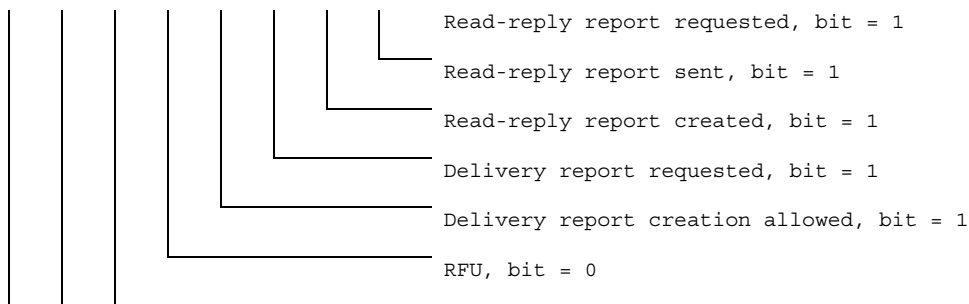 Read-reply report requested, bit = 1
Read-reply report sent, bit = 1
Read-reply report created, bit = 1
Delivery report requested, bit = 1
Delivery report creation allowed, bit = 1
RFU, bit = 0